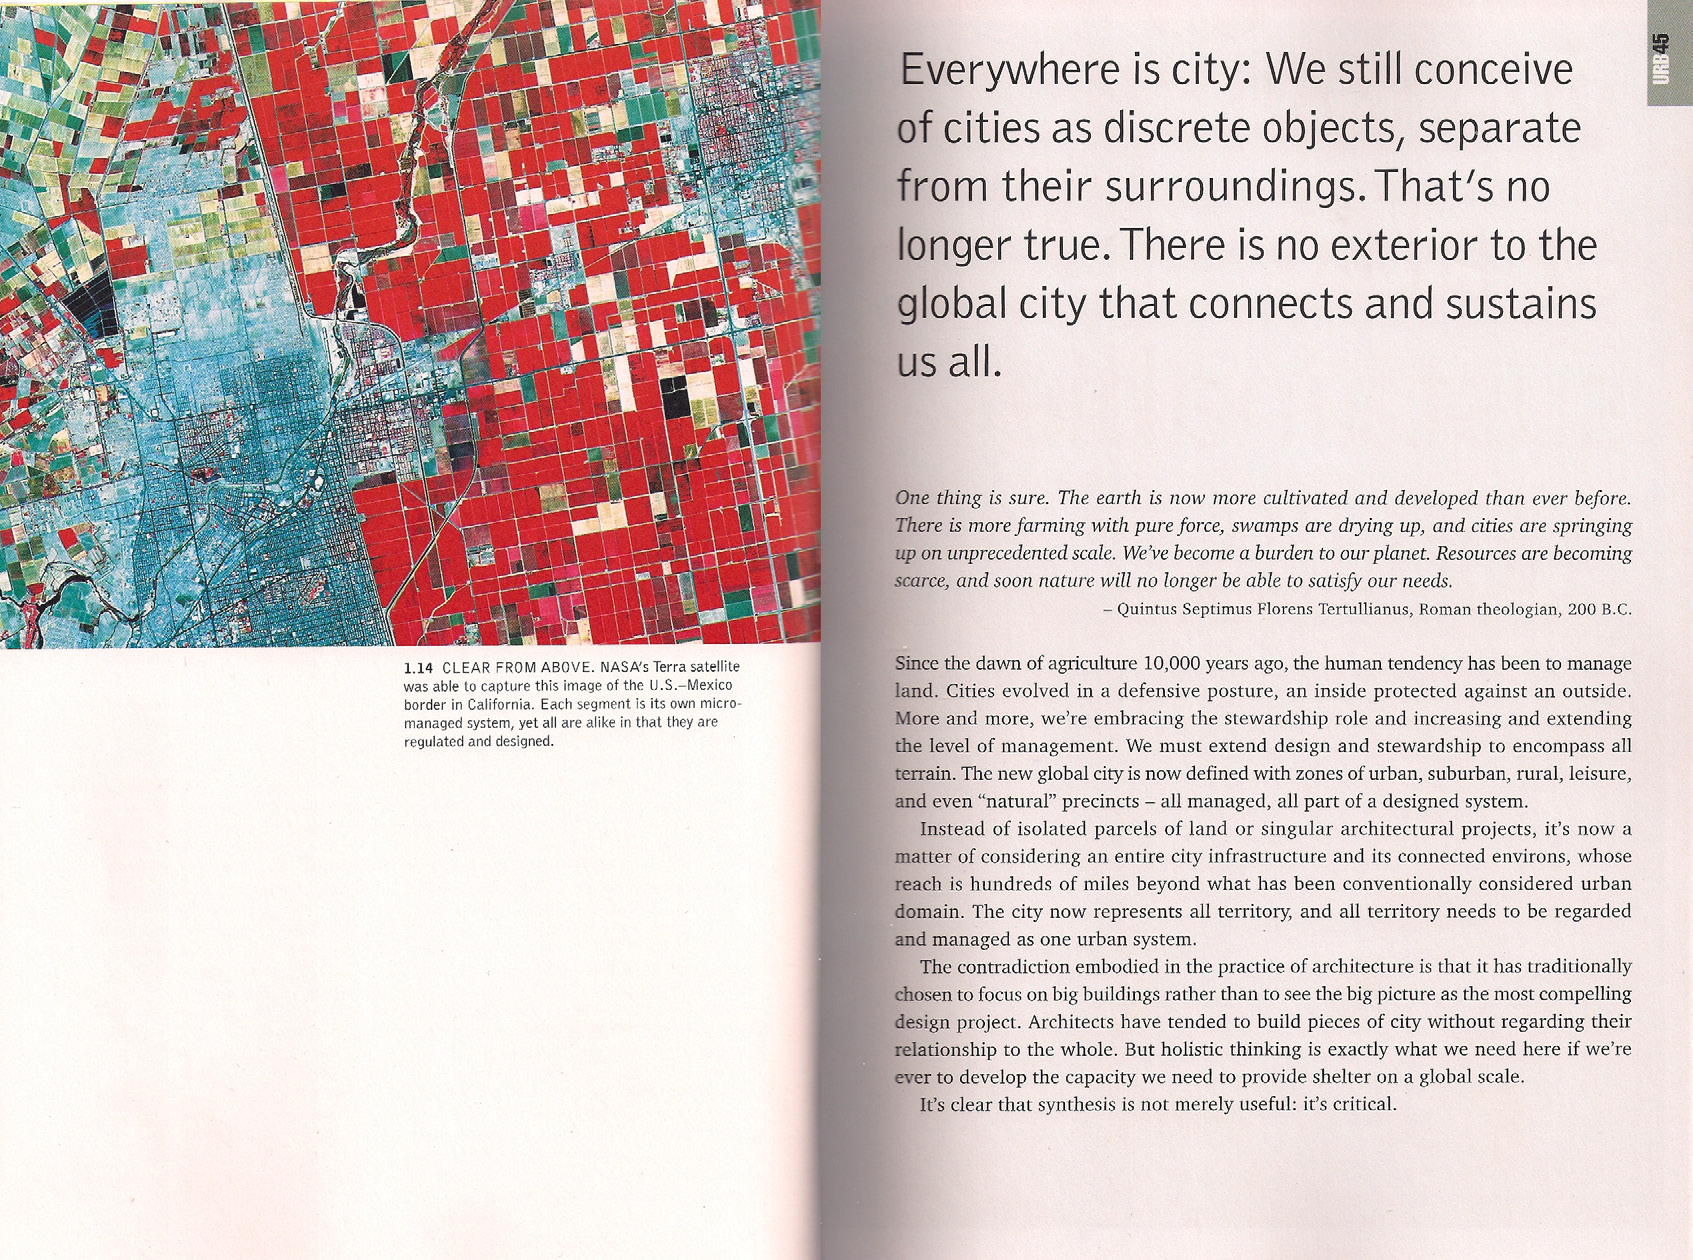 1.14 CLEAR FROM ABOVE. NASA's Terra satellite
was able to capture this image of the U.S.–Mexico
border in California. Each segment is its own micro-
managed system, yet all are alike in that they are
regulated and designed.
URB45
Everywhere is city: We still conceive
of cities as discrete objects, separate
from their surroundings. That's no
longer true. There is no exterior to the
global city that connects and sustains
us all.
One thing is sure. The earth is now more cultivated and developed than ever before.
There is more farming with pure force, swamps are drying up, and cities are springing
up on unprecedented scale. We've become a burden to our planet. Resources are becoming
scarce, and soon nature will no longer be able to satisfy our needs.
– Quintus Septimus Florens Tertullianus, Roman theologian, 200 B.C.
Since the dawn of agriculture 10,000 years ago, the human tendency has been to manage
land. Cities evolved in a defensive posture, an inside protected against an outside.
More and more, we're embracing the stewardship role and increasing and extending
the level of management. We must extend design and stewardship to encompass all
terrain. The new global city is now defined with zones of urban, suburban, rural, leisure,
and even “natural” precincts – all managed, all part of a designed system.
Instead of isolated parcels of land or singular architectural projects, it's now a
matter of considering an entire city infrastructure and its connected environs, whose
reach is hundreds of miles beyond what has been conventionally considered urban
domain. The city now represents all territory, and all territory needs to be regarded
and managed as one urban system.
The contradiction embodied in the practice of architecture is that it has traditionally
chosen to focus on big buildings rather than to see the big picture as the most compelling
design project. Architects have tended to build pieces of city without regarding their
relationship to the whole. But holistic thinking is exactly what we need here if we're
ever to develop the capacity we need to provide shelter on a global scale.
It's clear that synthesis is not merely useful: it's critical.